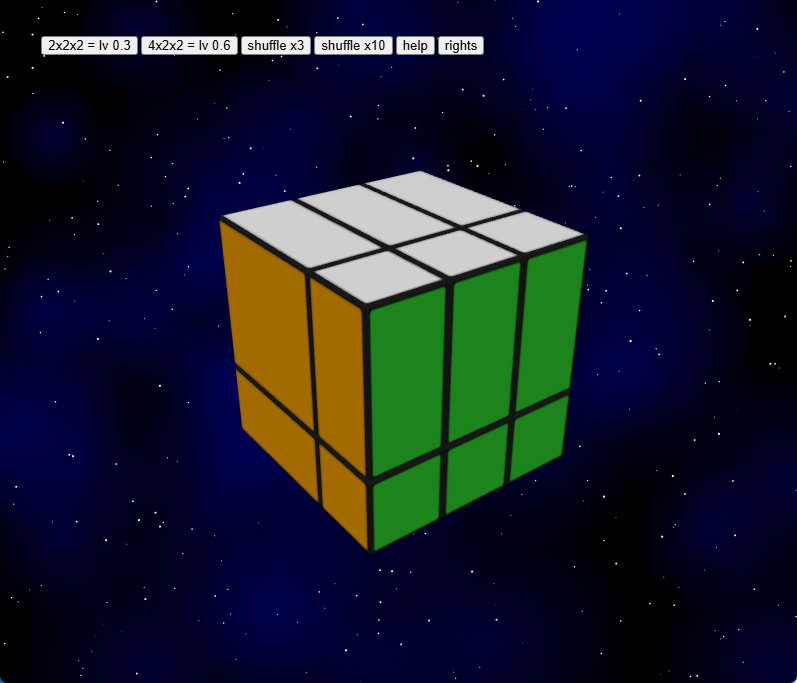 2x2x2 = lv 0.3 4x2x2 = lv 0.6 shuffle x3 shuffle x10 help rights